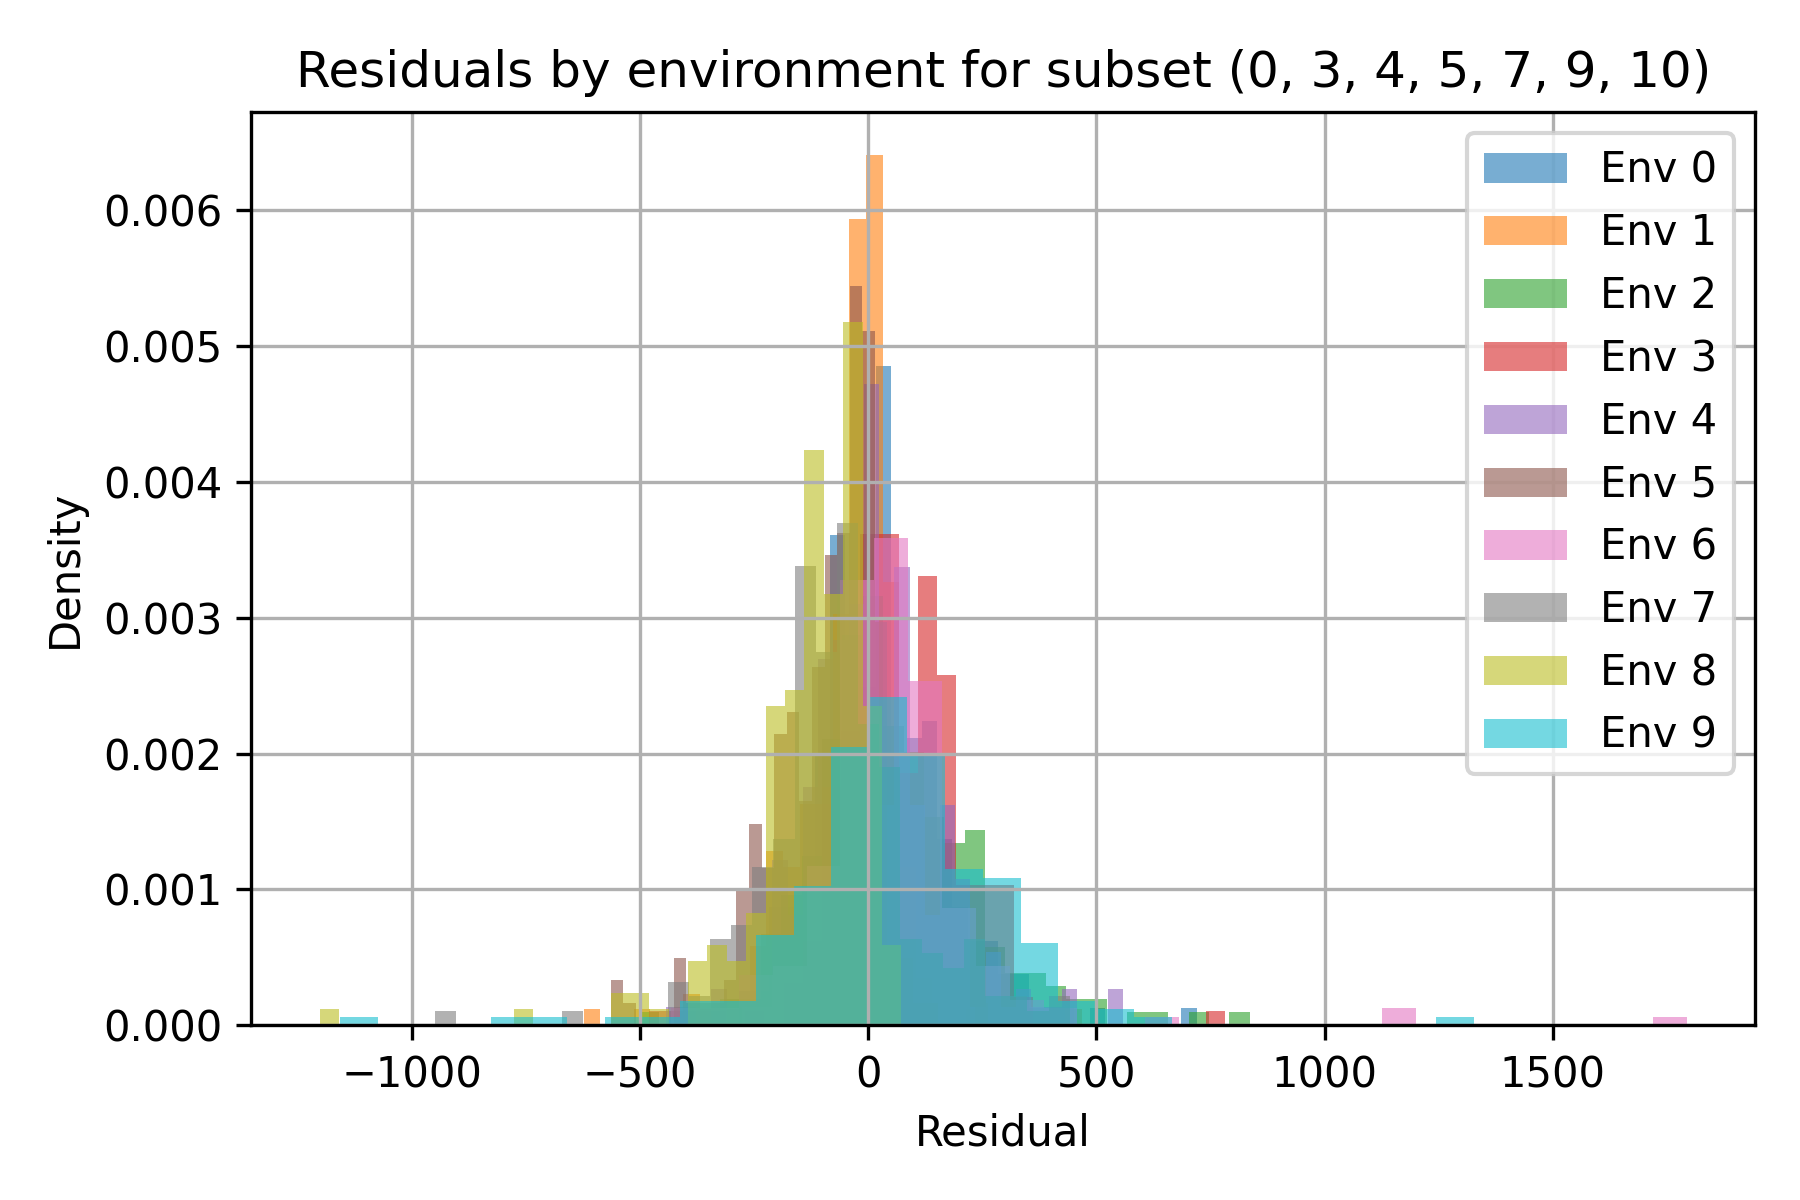 Residuals by environment for subset (0, 3, 4, 5, 7, 9, 10)
Env 0
Env 1
Env 2
Env 3
Env 4
Env 5
Env 6
Env 7
Env 8
Env 9
0.006
0.005
0.004
0.003
0.002
0.001
0.000
Density
−1000
−500
0
500
1000
1500
Residual